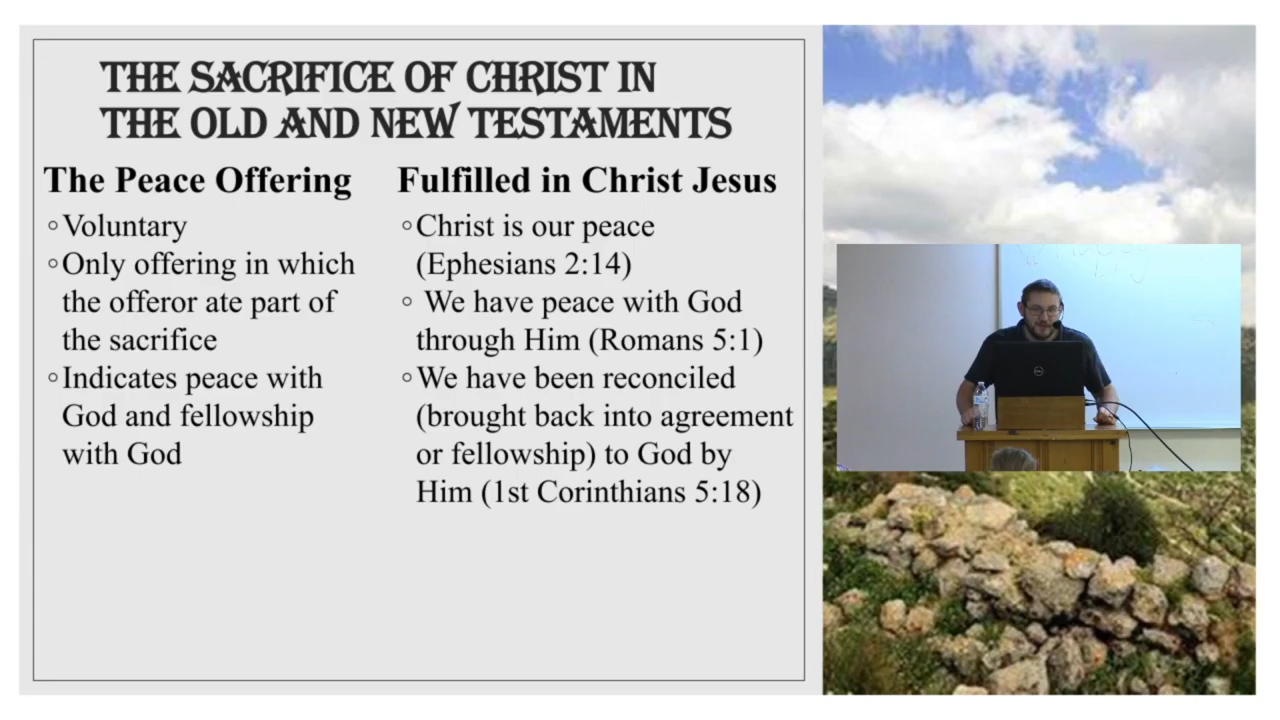 THE SACRIFICE OF CHRIST IN
THE OLD AND NEW TESTAMENTS
The Peace Offering
◦Voluntary
◦Only offering in which
the offeror ate part of
the sacrifice
◦Indicates peace with
God and fellowship
with God
Fulfilled in Christ Jesus
◦Christ is our peace
(Ephesians 2:14)
◦ We have peace with God
through Him (Romans 5:1)
◦We have been reconciled
(brought back into agreement
or fellowship) to God by
Him (1st Corinthians 5:18)
DELL